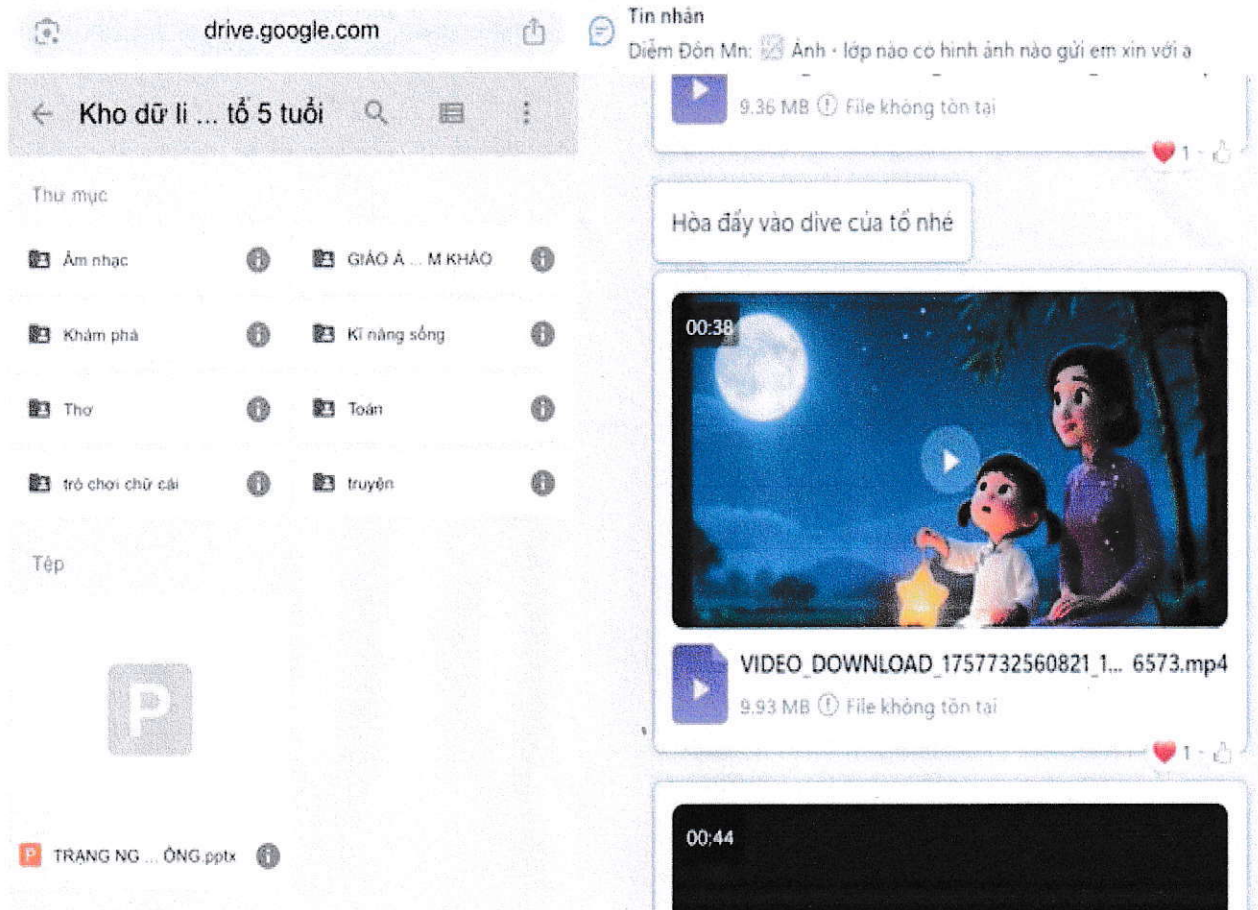 drive.google.com
Kho dữ li ... tổ 5 tuổi
Thư mục
Âm nhạc
GIÁO Á ... M KHẢO
Khám phá
Kĩ năng sống
Thơ
Toán
trò chơi chữ cái
truyện
Tệp
P
P TRANG NG ... ÔNG.pptx
Tin nhắn
Diễm Đôn Mn: Ảnh - lớp nào có hình ảnh nào gửi em xin với ạ
9.36 MB File không tồn tại
1
Hòa đẩy vào dive của tổ nhé
00:38
VIDEO_DOWNLOAD_1757732560821_1... 6573.mp4
9.93 MB File không tồn tại
1
00:44